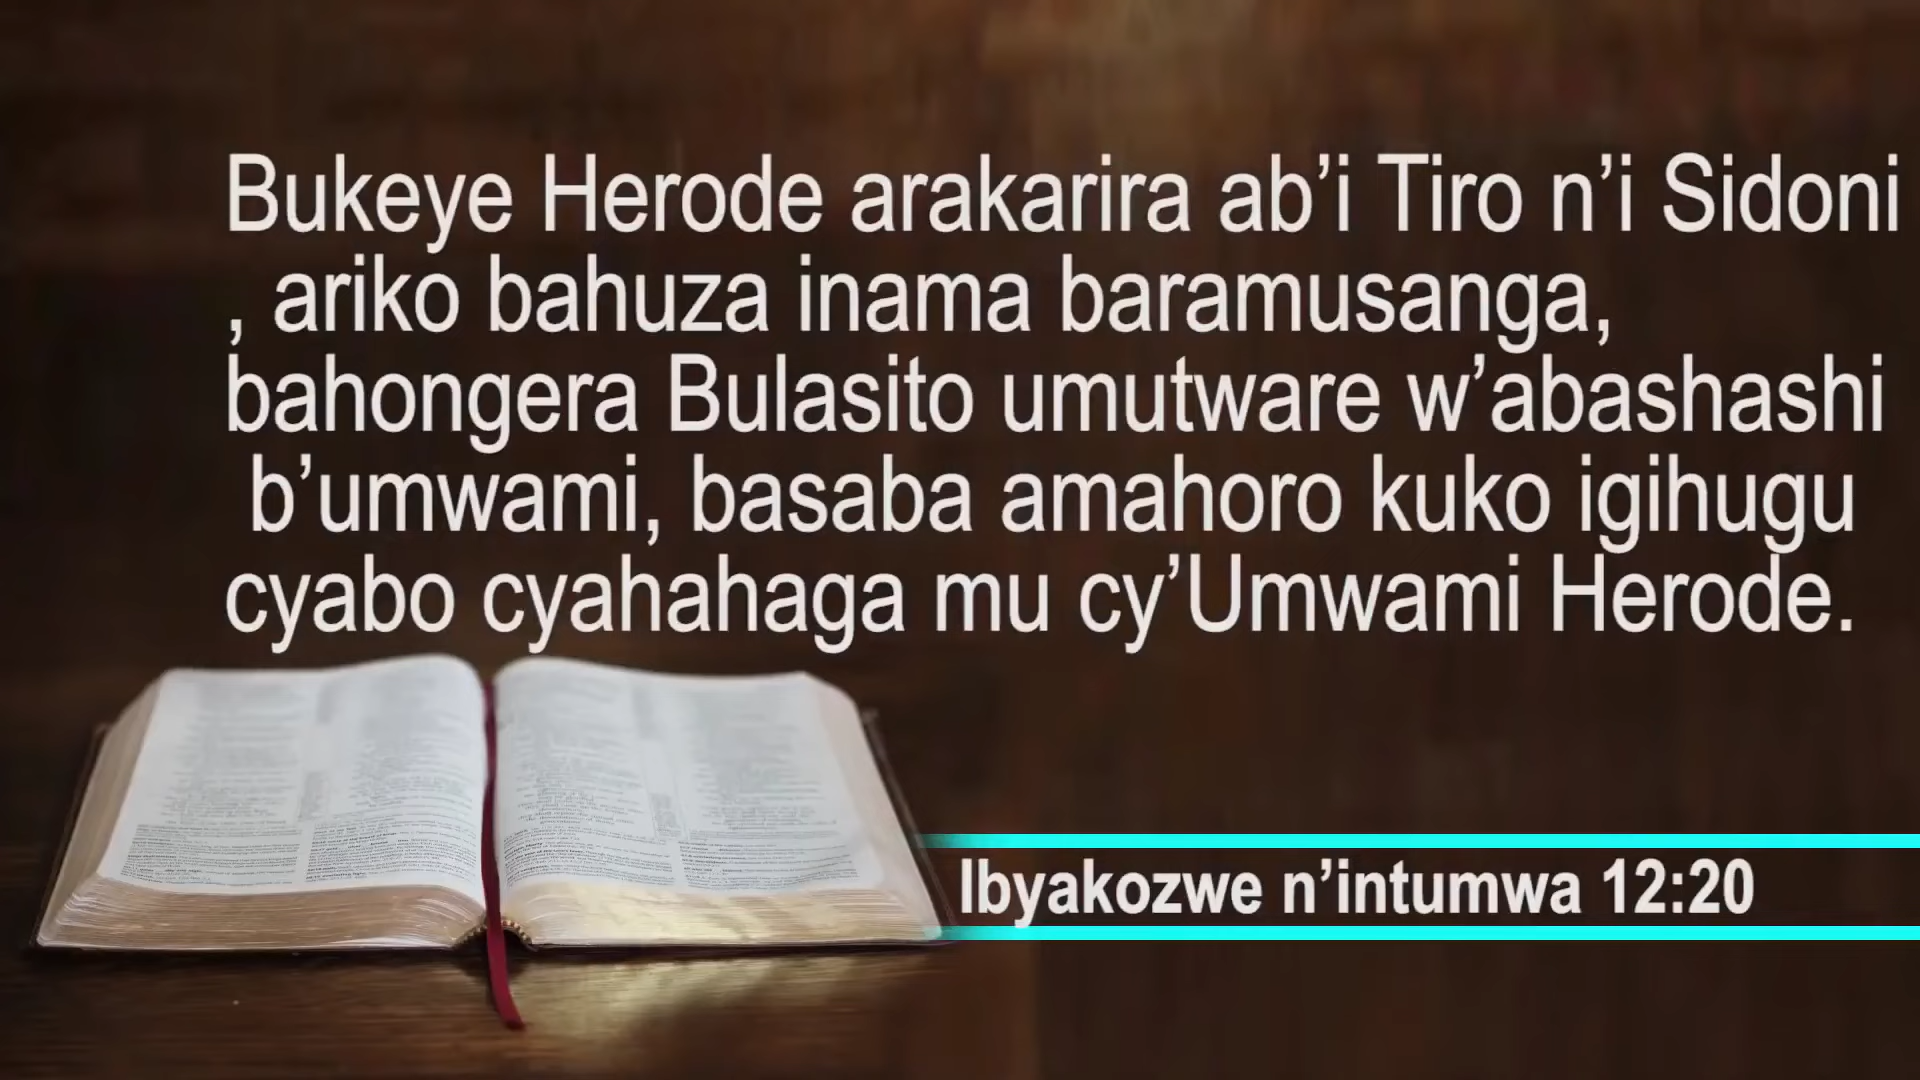 Bukeye Herode arakarira ab’i Tiro n’i Sidoni
, ariko bahuza inama baramusanga,
bahongera Bulasito umutware w’abashashi
b’umwami, basaba amahoro kuko igihugu
cyabo cyahahaga mu cy’Umwami Herode.
Ibyakozwe n’intumwa 12:20